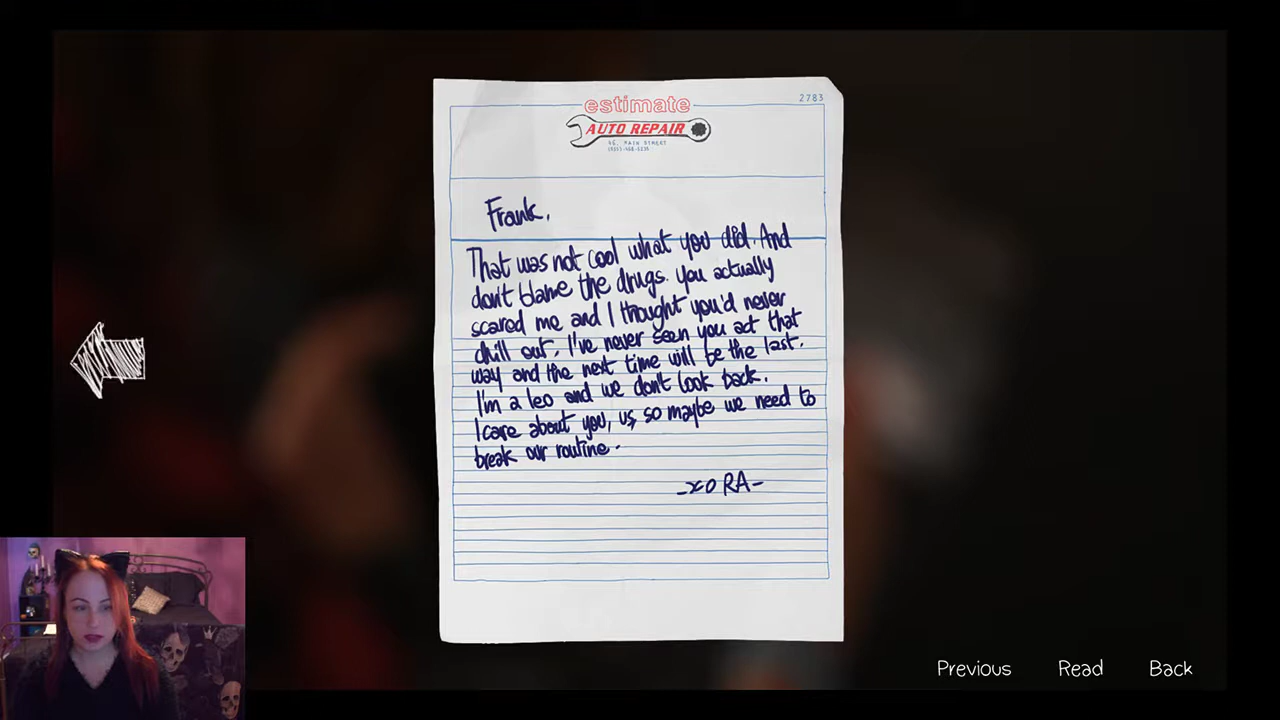 estimate
2783
AUTO REPAIR
Frank,
That was not cool what you did. And
don't blame the drugs. You actually
scared me and I thought you'd never
chill out. I've never seen you act that
way and the next time will be the last.
I'm a leo and we don't look back.
I care about you, us, so maybe we need to
break our routine.
-xo RA-
Previous
Read
Back